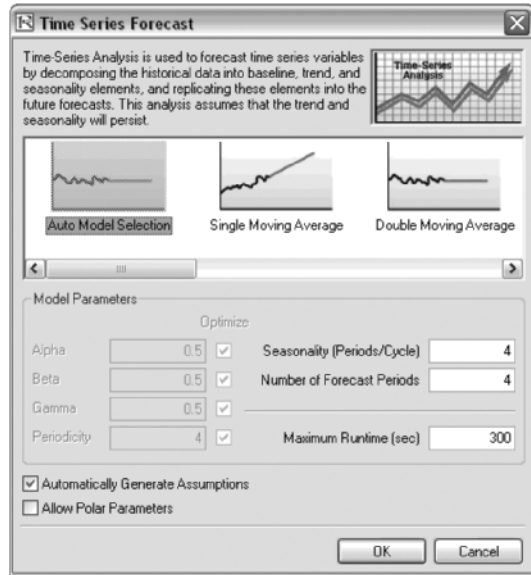 Time Series Forecast
Time-Series Analysis is used to forecast time series variables
by decomposing the historical data into baseline, trend, and
seasonality elements, and replicating these elements into the
future forecasts. This analysis assumes that the trend and
seasonality will persist.
Time-Series
Analysis
Auto Model Selection
Single Moving Average
Double Moving Average
Model Parameters
Optimize
Alpha 0.5
Seasonality (Periods/Cycle) 4
Beta 0.5
Number of Forecast Periods 4
Gamma 0.5
Periodicity 4
Maximum Runtime (sec) 300
Automatically Generate Assumptions
Allow Polar Parameters
OK
Cancel